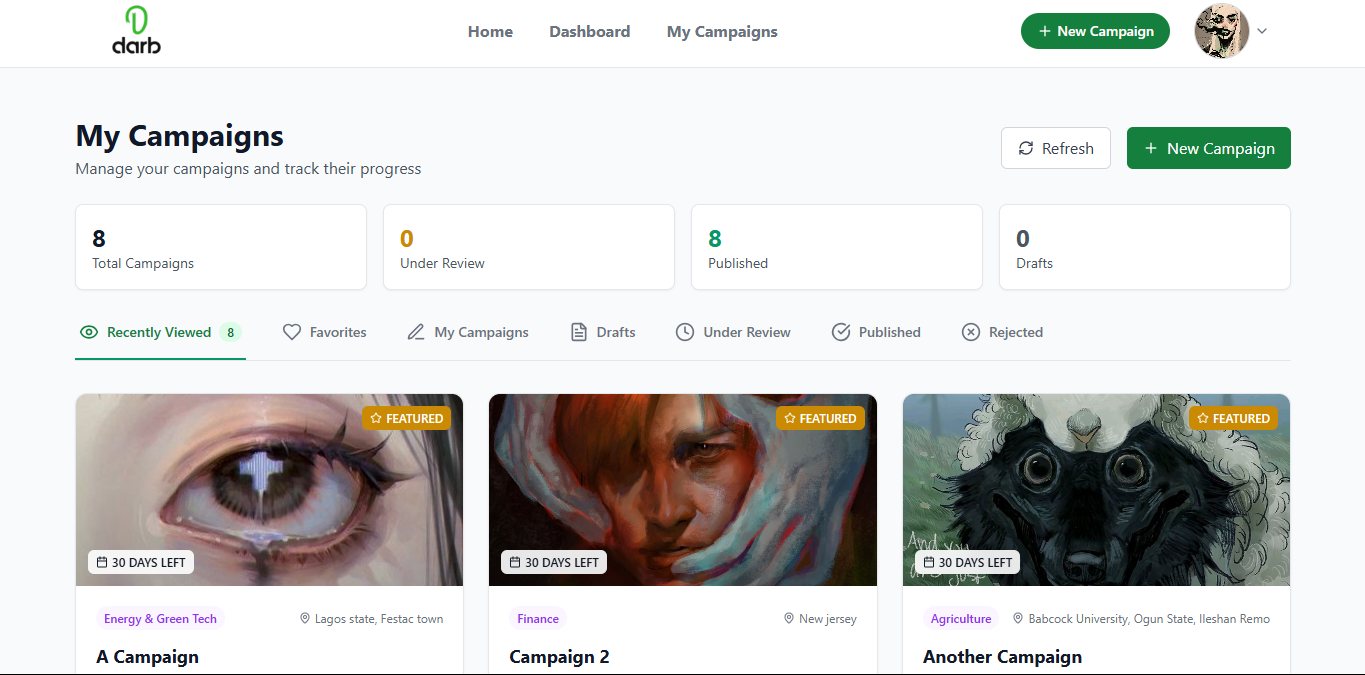 darb
Home Dashboard My Campaigns
New Campaign
My Campaigns
Manage your campaigns and track their progress
Refresh
New Campaign
8
Total Campaigns
0
Under Review
8
Published
0
Drafts
Recently Viewed 8 Favorites My Campaigns Drafts Under Review Published Rejected
FEATURED
30 DAYS LEFT
Energy & Green Tech Lagos state, Festac town
A Campaign
FEATURED
30 DAYS LEFT
Finance New jersey
Campaign 2
FEATURED
And you
30 DAYS LEFT
Agriculture Babcock University, Ogun State, Ileshan Remo
Another Campaign